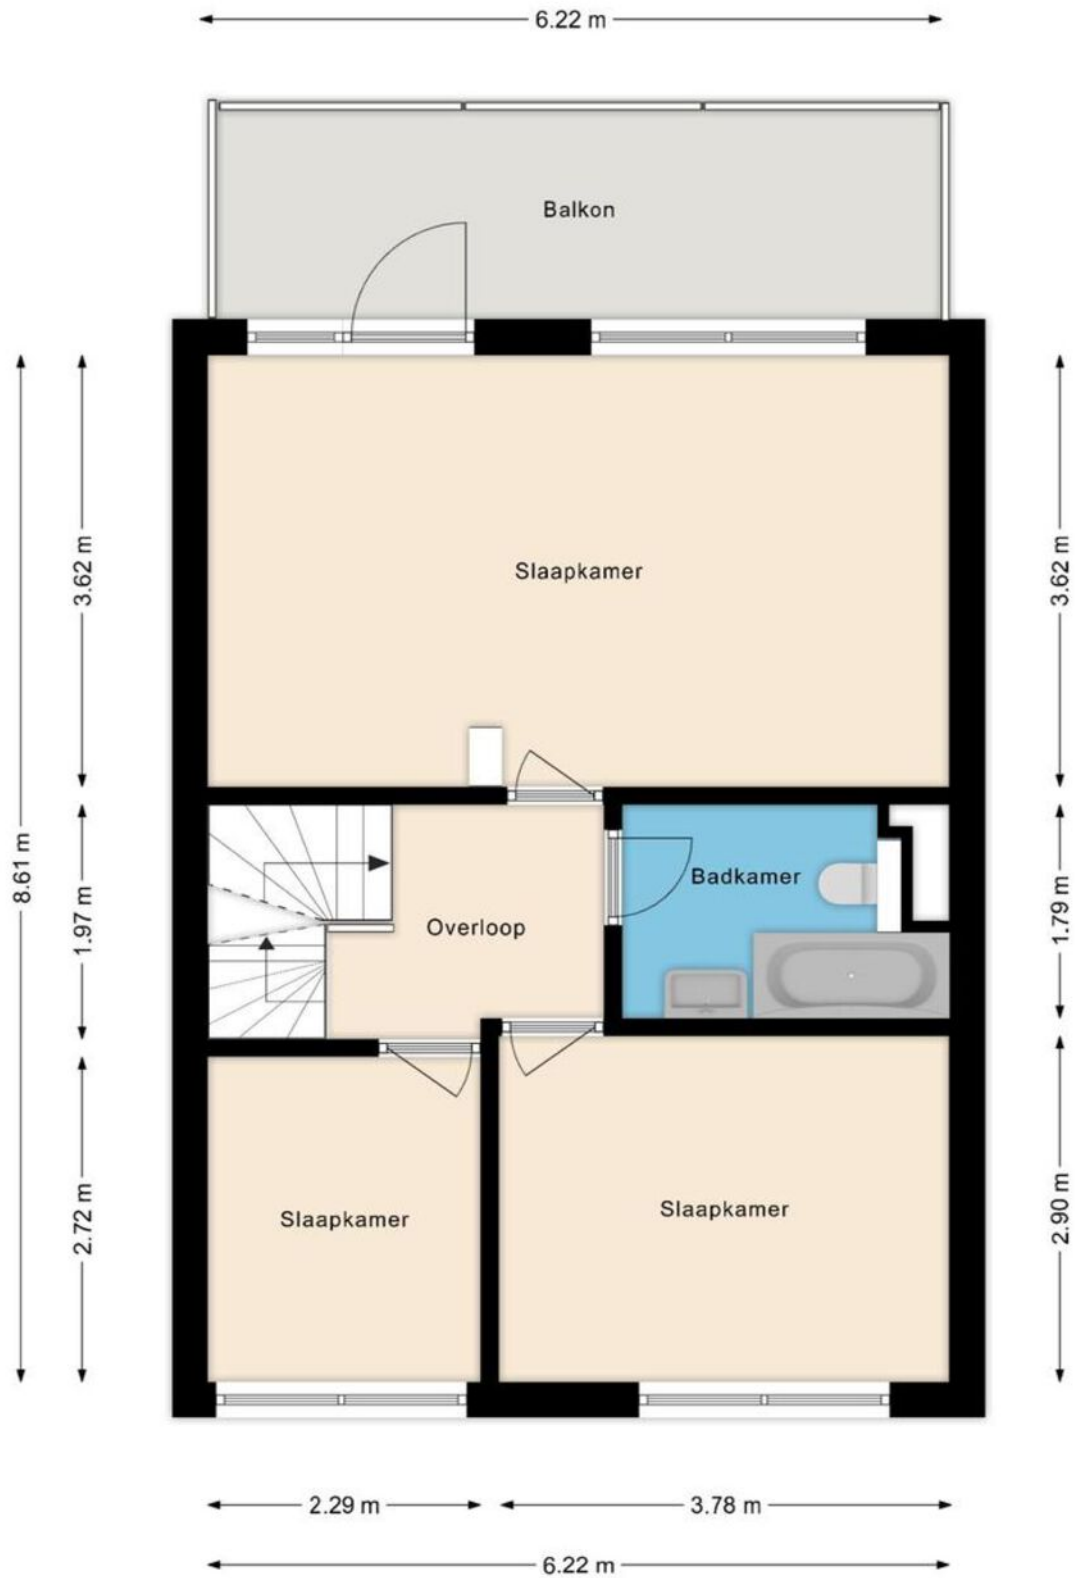 6.22 m
Balkon
3.62 m
3.62 m
Slaapkamer
8.61 m
1.97 m
Badkamer
1.79 m
Overloop
2.72 m
Slaapkamer
Slaapkamer
2.90 m
2.29 m
3.78 m
6.22 m